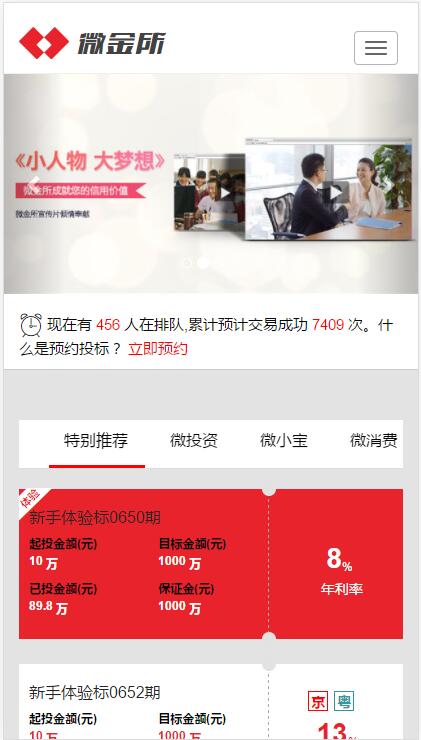 微金所
《小人物 大梦想》
微金所成就您的信用价值
微金所宣传片倾情奉献
现在有 456 人在排队,累计预计交易成功 7409 次。什
么是预约投标？ 立即预约
特别推荐 微投资 微小宝 微消费
体验
新手体验标0650期
起投金额(元) 目标金额(元)
10 万 1000 万
已投金额(元) 保证金(元)
89.8 万 1000 万
8%
年利率
新手体验标0652期
京 粤
起投金额(元) 目标金额(元)
10 万 1000 万
13%